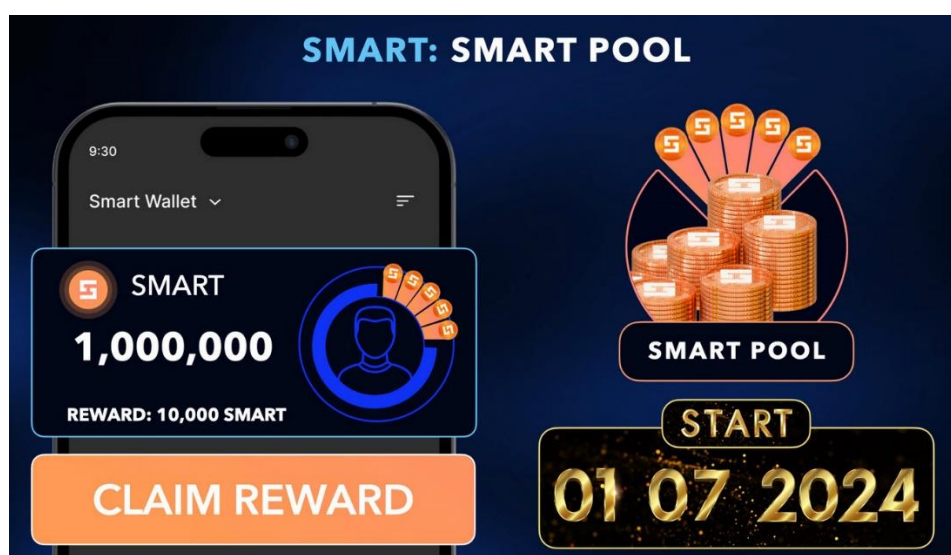 SMART: SMART POOL
9:30
Smart Wallet
SMART
1,000,000
REWARD: 10,000 SMART
CLAIM REWARD
SMART POOL
START
01 07 2024